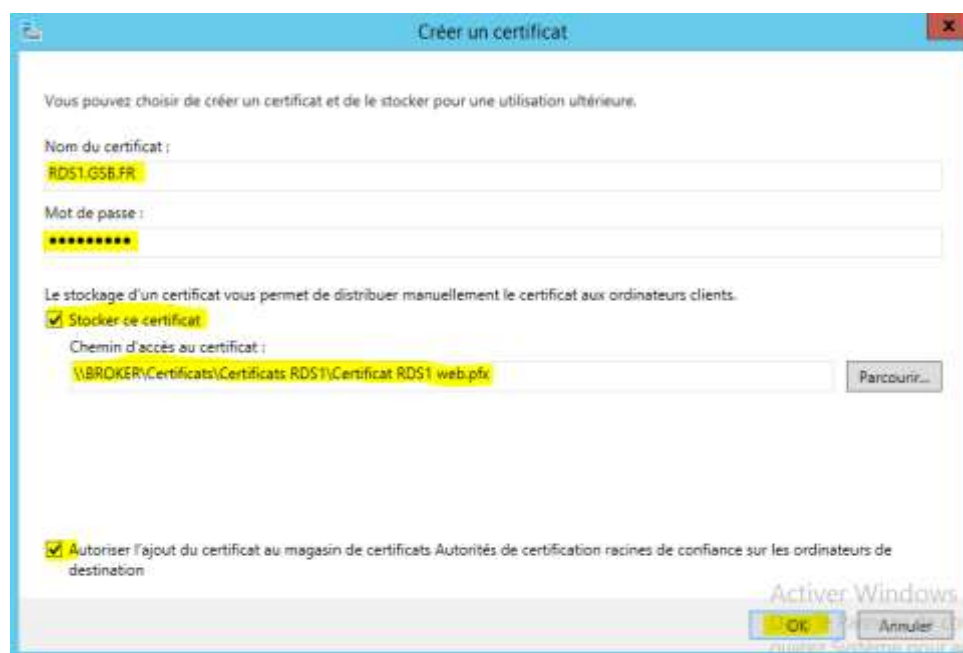 Créer un certificat
x
Vous pouvez choisir de créer un certificat et de le stocker pour une utilisation ultérieure.
Nom du certificat :
RDS1.GSB.FR
Mot de passe :
•••••••••
Le stockage d'un certificat vous permet de distribuer manuellement le certificat aux ordinateurs clients.
Stocker ce certificat
Chemin d'accès au certificat :
\\BROKER\Certificats\Certificats RDS1\Certificat RDS1 web.pfx
Parcourir...
Autoriser l'ajout du certificat au magasin de certificats Autorités de certification racines de confiance sur les ordinateurs de
destination
Activer Windows
OK
Annuler